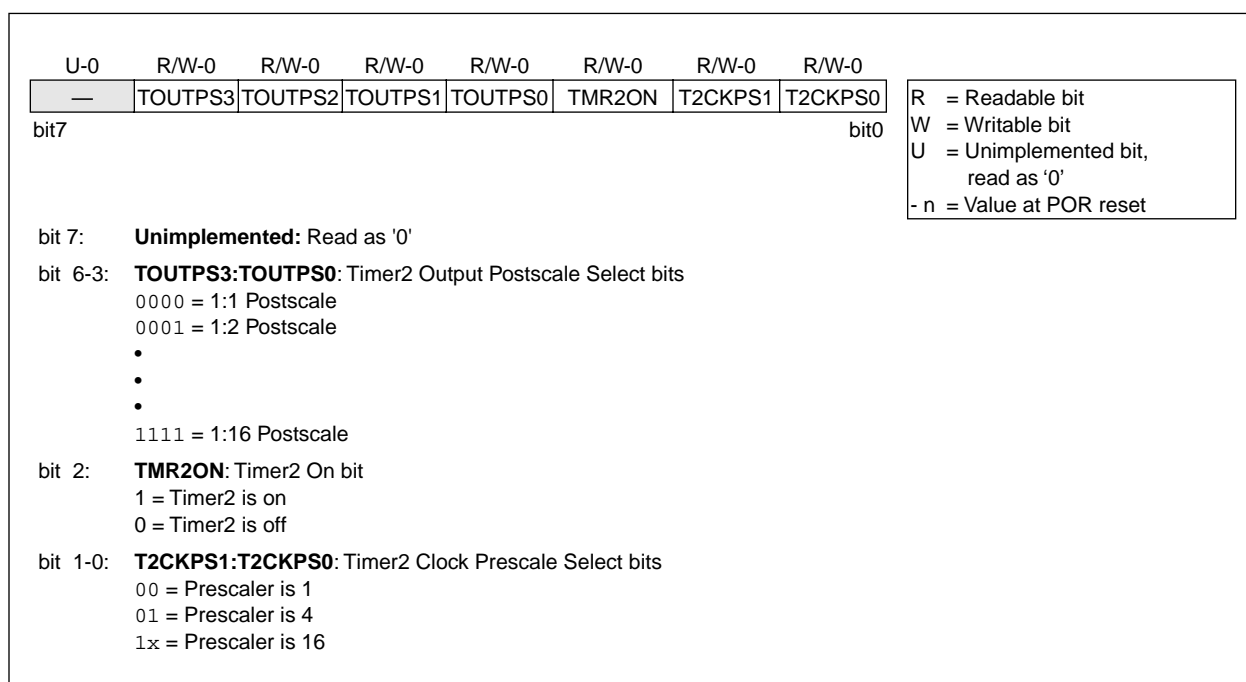 U-0 R/W-0 R/W-0 R/W-0 R/W-0 R/W-0 R/W-0 R/W-0
— TOUTPS3 TOUTPS2 TOUTPS1 TOUTPS0 TMR2ON T2CKPS1 T2CKPS0
bit7 bit0
R = Readable bit
W = Writable bit
U = Unimplemented bit,
read as ‘0’
- n = Value at POR reset
bit 7: Unimplemented: Read as '0'
bit 6-3: TOUTPS3:TOUTPS0: Timer2 Output Postscale Select bits
0000 = 1:1 Postscale
0001 = 1:2 Postscale
•
•
•
1111 = 1:16 Postscale
bit 2: TMR2ON: Timer2 On bit
1 = Timer2 is on
0 = Timer2 is off
bit 1-0: T2CKPS1:T2CKPS0: Timer2 Clock Prescale Select bits
00 = Prescaler is 1
01 = Prescaler is 4
1x = Prescaler is 16